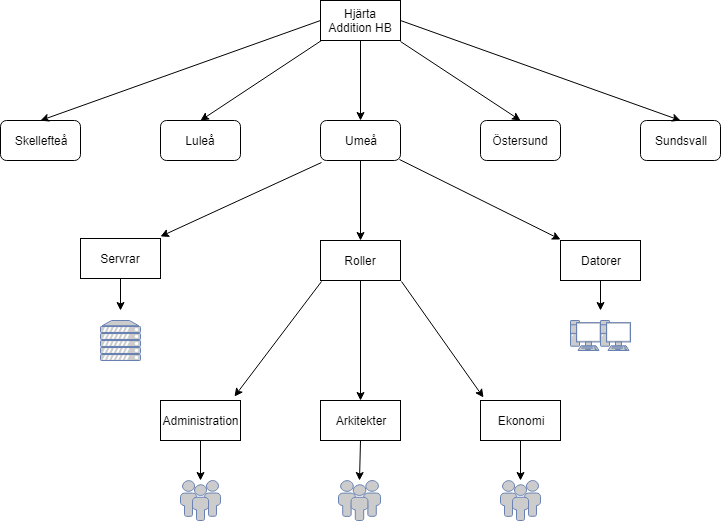 Hjärta
Addition HB
Skellefteå
Luleå
Umeå
Östersund
Sundsvall
Servrar
Roller
Datorer
Administration
Arkitekter
Ekonomi